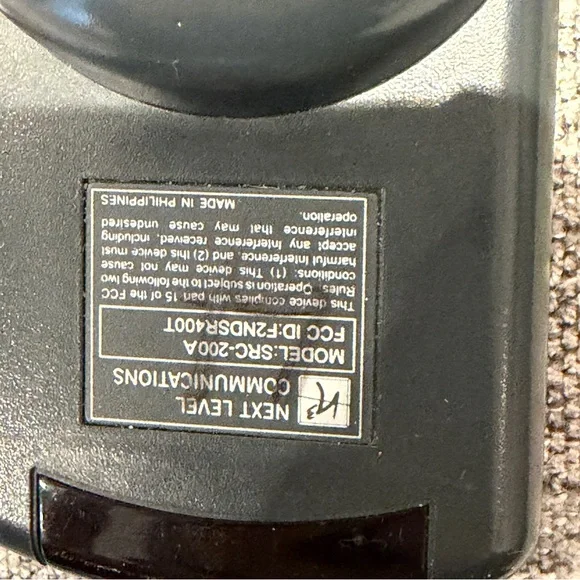 n3
NEXT LEVEL
COMMUNICATIONS
MODEL:SRC-200A
FCC ID:F2NDSR400T
This device complies with part 15 of the FCC
Rules. Operation is subject to the following two
conditions: (1) This device may not cause
harmful interference, and (2) this device must
accept any interference received, including
interference that may cause undesired
operation.
MADE IN PHILIPPINES